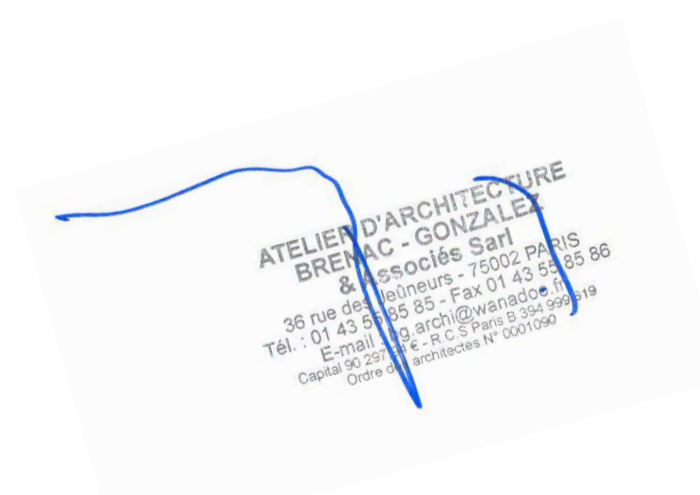 ATELIER D'ARCHITECTURE
BRENAC - GONZALEZ
& Associés Sarl
36 rue des Jeûneurs - 75002 PARIS
Tél. : 01 43 55 85 85 - Fax 01 43 55 85 86
E-mail : bg.archi@wanadoo.fr
Capital 90 297,94 € - R.C.S Paris B 394 999 519
Ordre des architectes N° 0001090